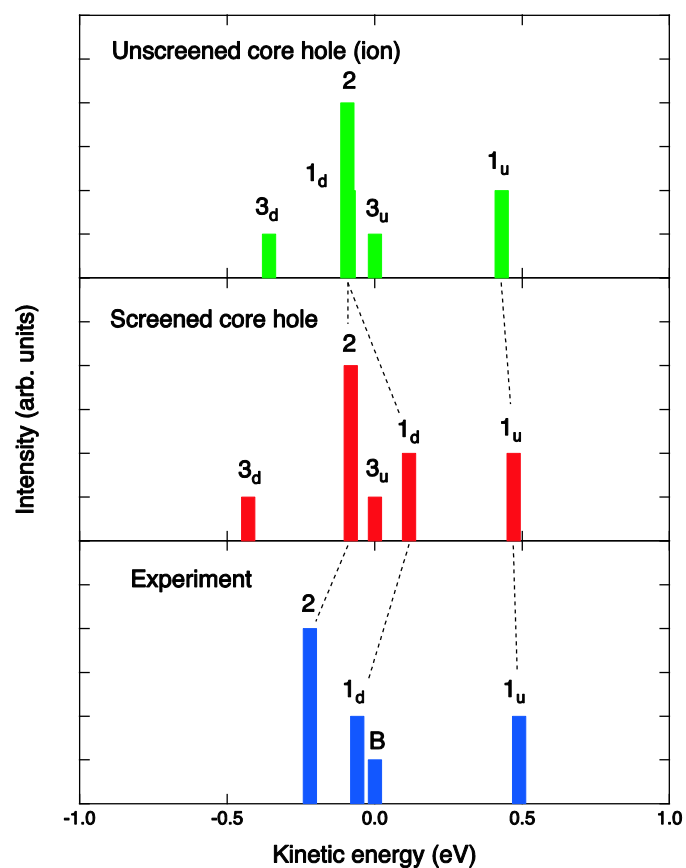 Unscreened core hole (ion)
2
1d
1u
3d
3u
Screened core hole
2
1d
1u
3d
3u
Intensity (arb. units)
Experiment
2
1d
1u
B
-1.0 -0.5 0.0 0.5 1.0
Kinetic energy (eV)